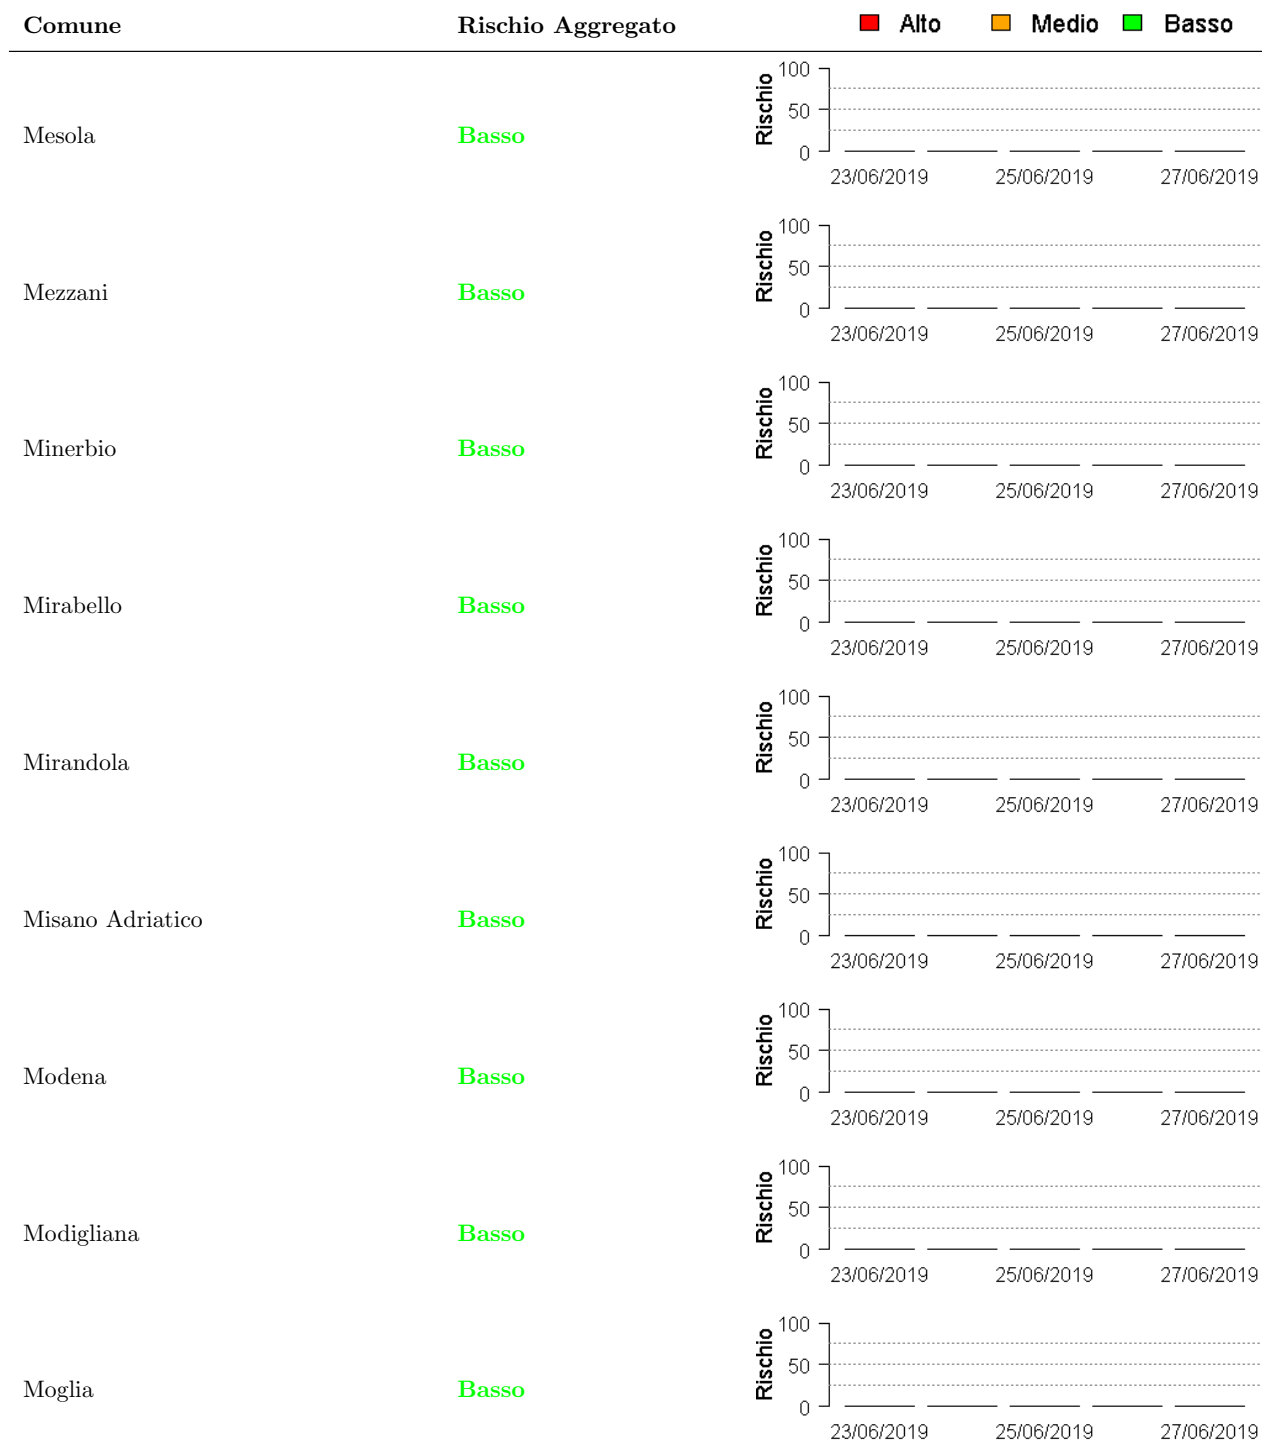 Comune Rischio Aggregato Alto Medio Basso
Mesola Basso Rischio 100 50 0
23/06/2019 25/06/2019 27/06/2019
Mezzani Basso Rischio 100 50 0
23/06/2019 25/06/2019 27/06/2019
Minerbio Basso Rischio 100 50 0
23/06/2019 25/06/2019 27/06/2019
Mirabello Basso Rischio 100 50 0
23/06/2019 25/06/2019 27/06/2019
Mirandola Basso Rischio 100 50 0
23/06/2019 25/06/2019 27/06/2019
Misano Adriatico Basso Rischio 100 50 0
23/06/2019 25/06/2019 27/06/2019
Modena Basso Rischio 100 50 0
23/06/2019 25/06/2019 27/06/2019
Modigliana Basso Rischio 100 50 0
23/06/2019 25/06/2019 27/06/2019
Moglia Basso Rischio 100 50 0
23/06/2019 25/06/2019 27/06/2019